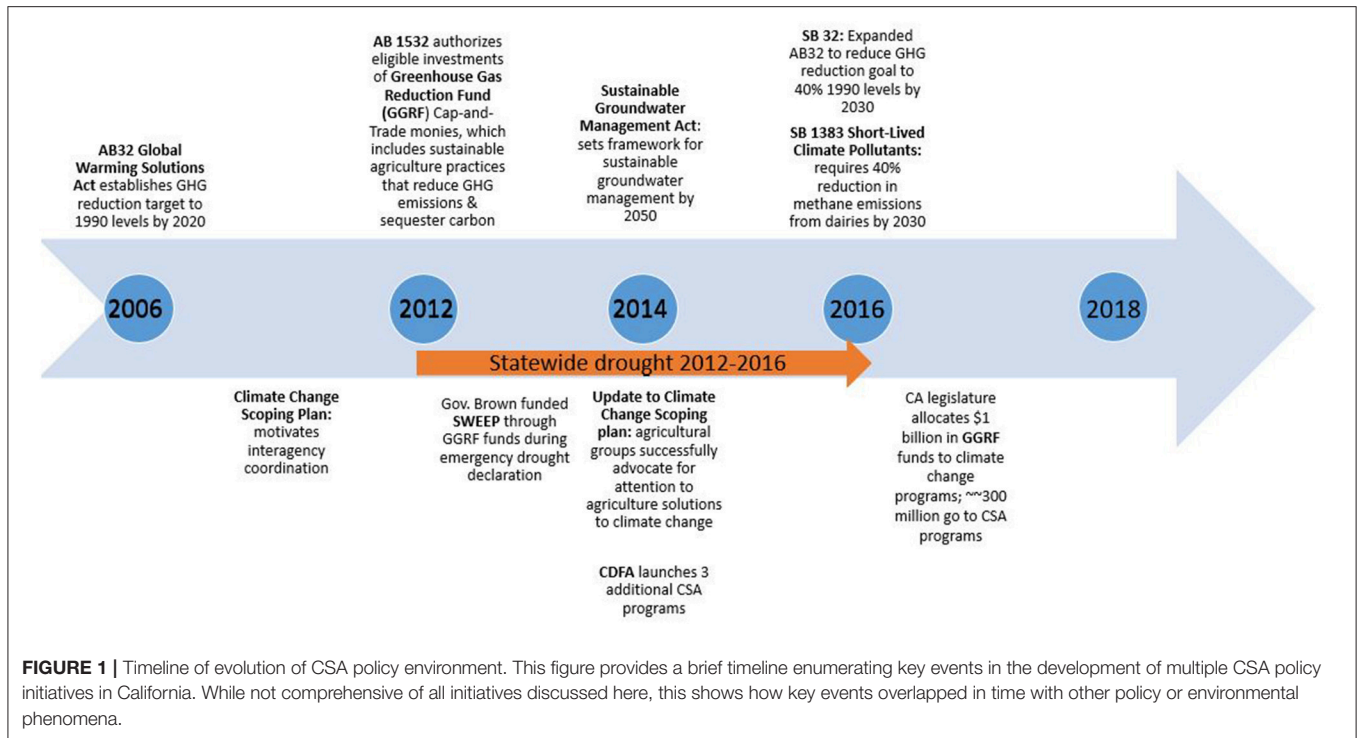 AB32 Global
Warming Solutions
Act establishes GHG
reduction target to
1990 levels by 2020
AB 1532 authorizes
eligible investments
of Greenhouse Gas
Reduction Fund
(GGRF) Cap-and-
Trade monies, which
includes sustainable
agriculture practices
that reduce GHG
emissions &
sequester carbon
Sustainable
Groundwater
Management Act:
sets framework for
sustainable
groundwater
management by
2050
SB 32: Expanded
AB32 to reduce GHG
reduction goal to
40% 1990 levels by
2030
SB 1383 Short-Lived
Climate Pollutants:
requires 40%
reduction in
methane emissions
from dairies by 2030
2006
2012
2014
2016
2018
Statewide drought 2012-2016
Climate Change
Scoping Plan:
motivates
interagency
coordination
Gov. Brown funded
SWEEP through
GGRF funds during
emergency drought
declaration
Update to Climate
Change Scoping
plan: agricultural
groups successfully
advocate for
attention to
agriculture solutions
to climate change
CDFA launches 3
additional CSA
programs
CA legislature
allocates $1
billion in GGRF
funds to climate
change
programs; ~~300
million go to CSA
programs
FIGURE 1 | Timeline of evolution of CSA policy environment. This figure provides a brief timeline enumerating key events in the development of multiple CSA policy
initiatives in California. While not comprehensive of all initiatives discussed here, this shows how key events overlapped in time with other policy or environmental
phenomena.